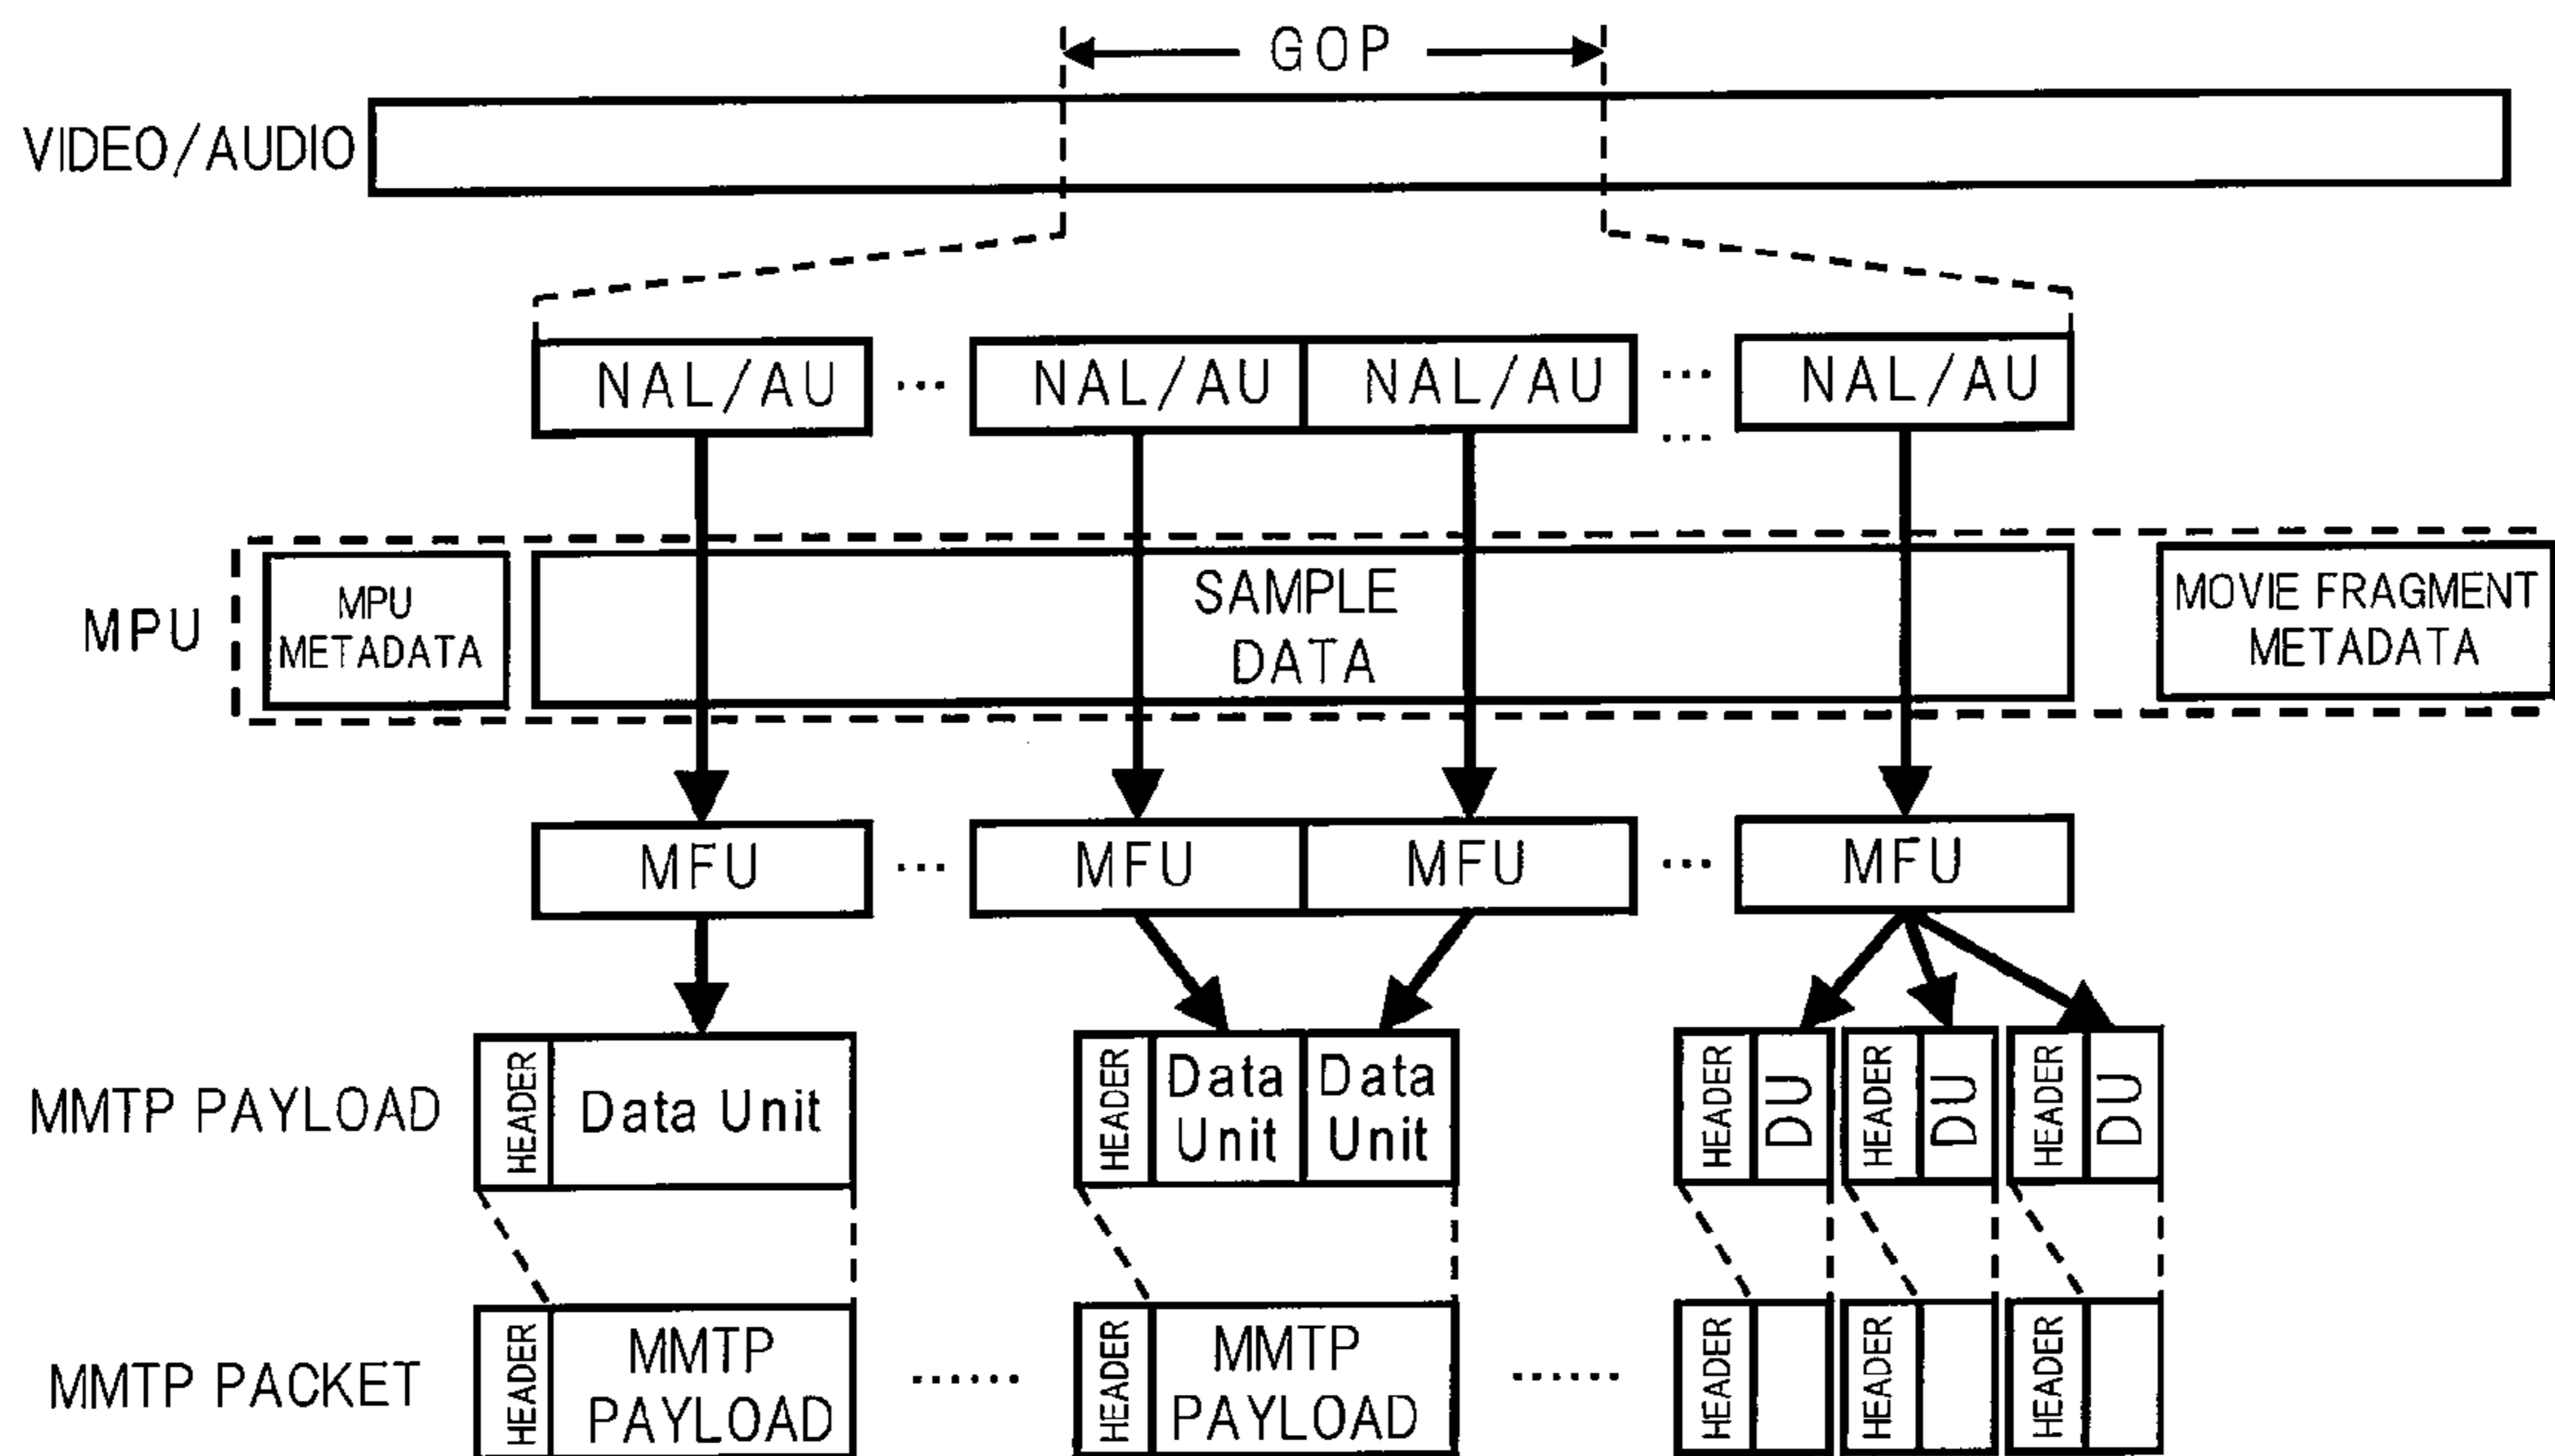 GOP
VIDEO/AUDIO
NAL/AU ... NAL/AU NAL/AU ... NAL/AU
...
MPU
MPU
METADATA
SAMPLE
DATA
MOVIE FRAGMENT
METADATA
MFU ... MFU MFU ... MFU
MMTP PAYLOAD
HEADER
Data Unit
HEADER
Data
Unit
Data
Unit
HEADER
DU
HEADER
DU
HEADER
DU
MMTP PACKET
HEADER
MMTP
PAYLOAD
......
HEADER
MMTP
PAYLOAD
......
HEADER
HEADER
HEADER